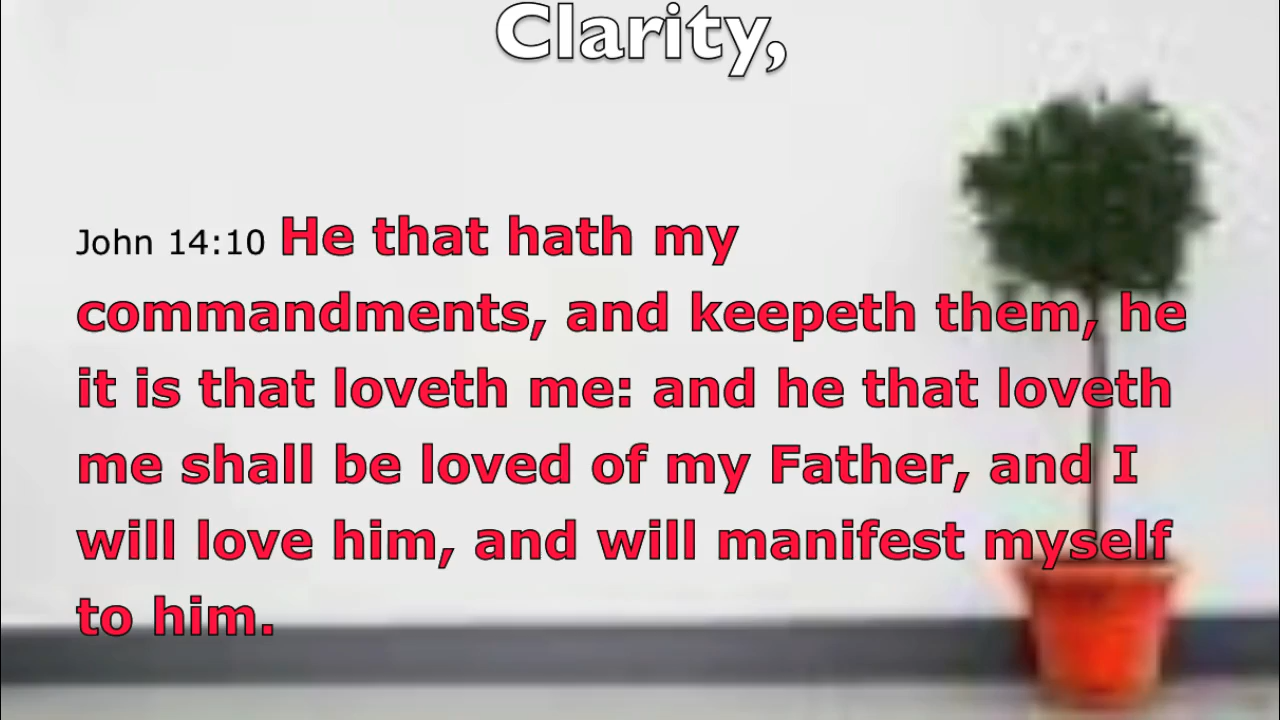 Clarity,
John 14:10 He that hath my
commandments, and keepeth them, he
it is that loveth me: and he that loveth
me shall be loved of my Father, and I
will love him, and will manifest myself
to him.